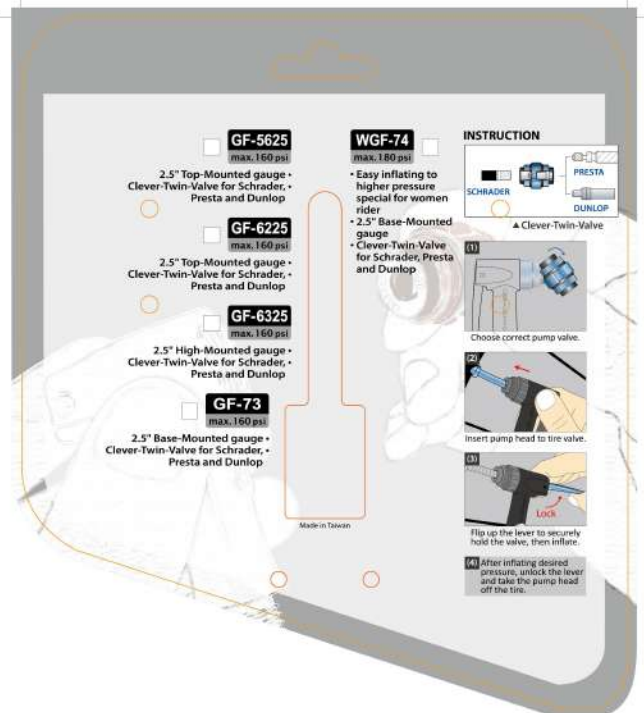 GF-5625
max.160 psi
2.5" Top-Mounted gauge •
Clever-Twin-Valve for Schrader, •
Presta and Dunlop
GF-6225
max.160 psi
2.5" Top-Mounted gauge •
Clever-Twin-Valve for Schrader, •
Presta and Dunlop
GF-6325
max.160 psi
2.5" High-Mounted gauge •
Clever-Twin-Valve for Schrader, •
Presta and Dunlop
GF-73
max.160 psi
2.5" Base-Mounted gauge •
Clever-Twin-Valve for Schrader, •
Presta and Dunlop
WGF-74
max.180 psi
• Easy inflating to
higher pressure
special for women
rider
• 2.5" Base-Mounted
gauge
• Clever-Twin-Valve
for Schrader, Presta
and Dunlop
Made in Taiwan
INSTRUCTION
SCHRADER
PRESTA
DUNLOP
▲ Clever-Twin-Valve
(1)
Choose correct pump valve.
(2)
Insert pump head to tire valve.
(3)
Lock
Flip up the lever to securely
hold the valve, then inflate.
(4) After inflating desired
pressure, unlock the lever
and take the pump head
off the tire.